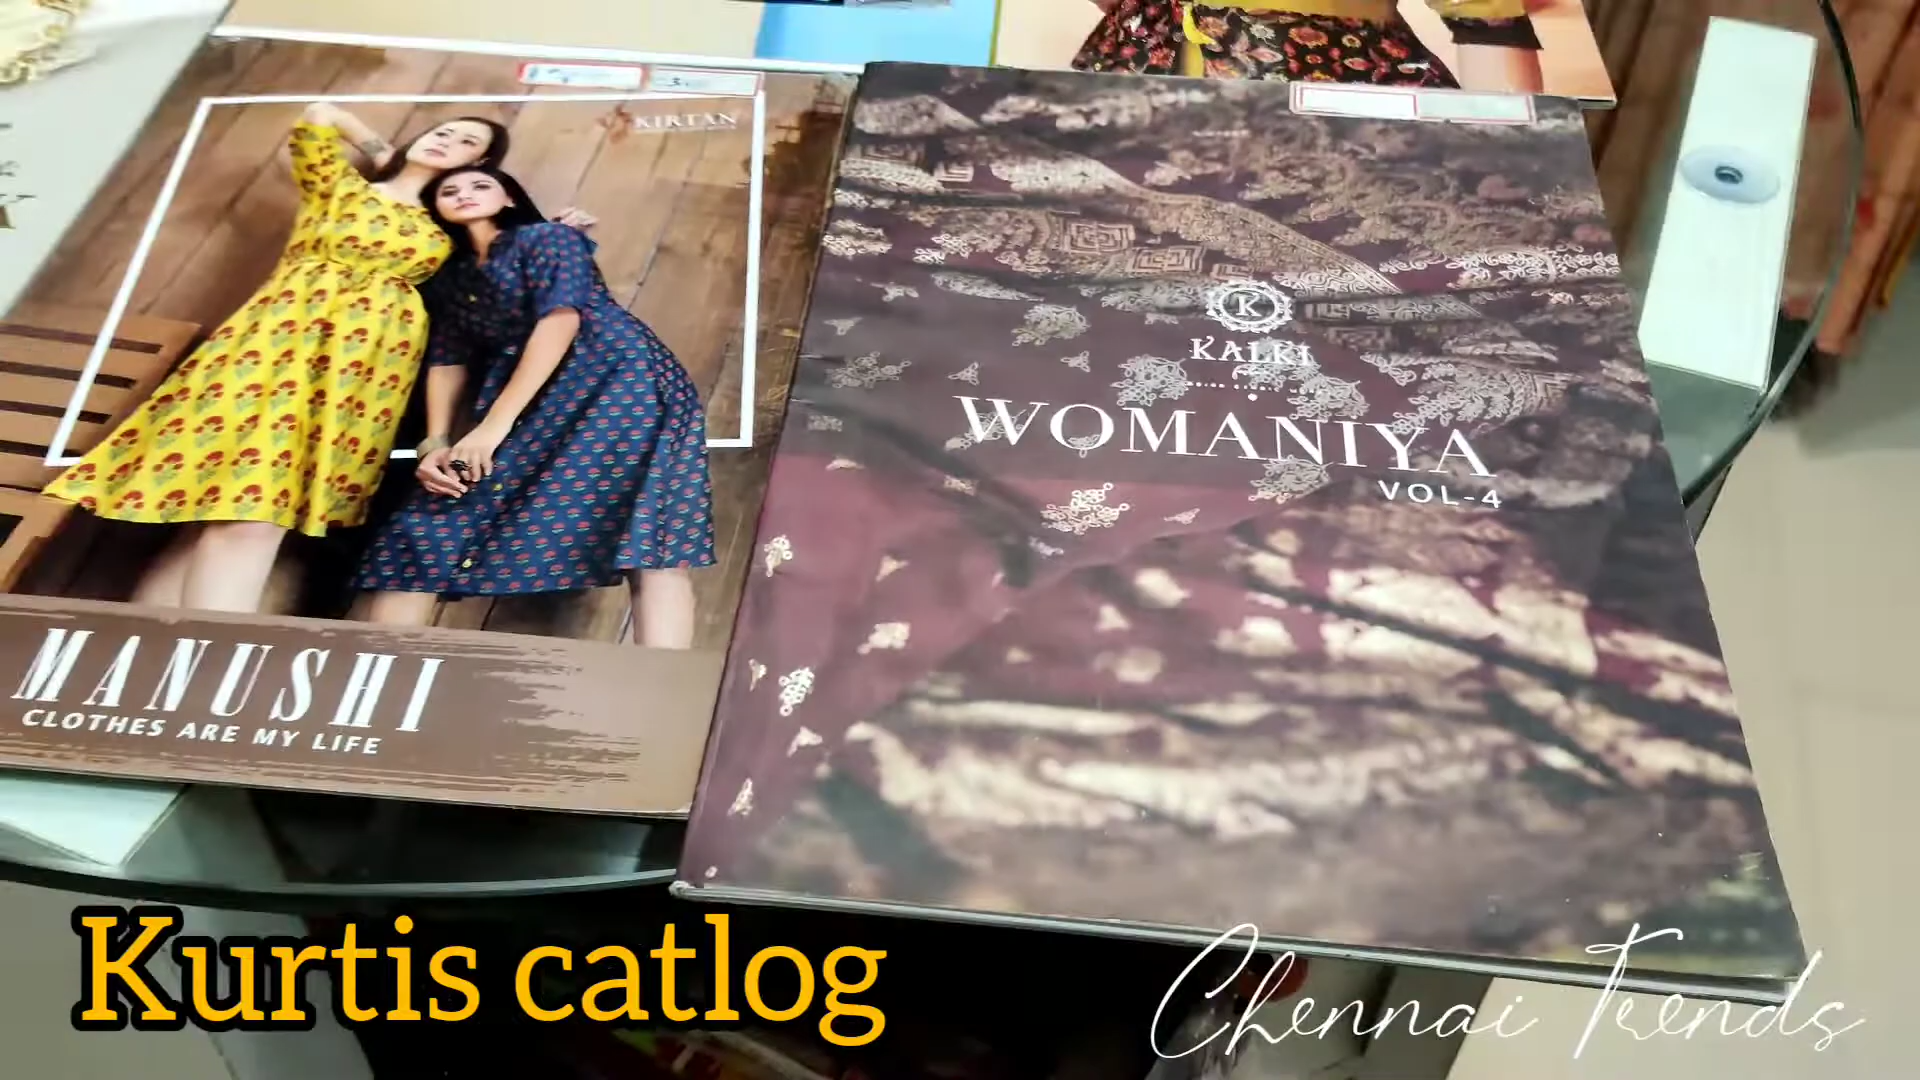 KIRTAN
MANUSHI
CLOTHES ARE MY LIFE
K
KALKI
WOMANIYA
VOL-4
Kurtis catlog
Chennai Trends